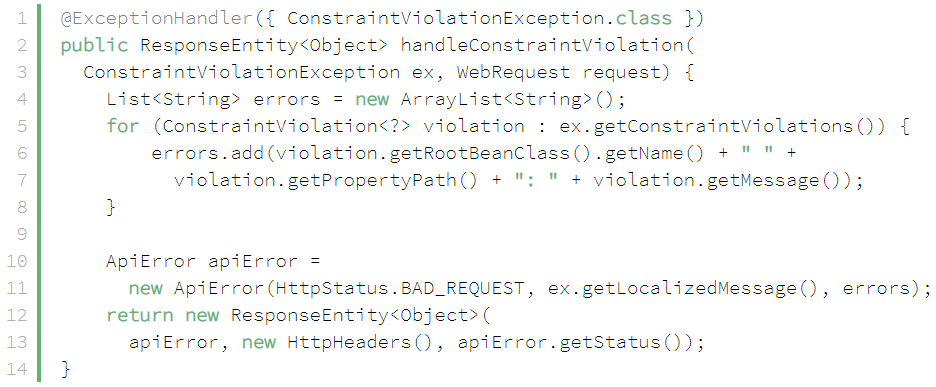 1 @ExceptionHandler({ ConstraintViolationException.class })
2 public ResponseEntity<Object> handleConstraintViolation(
3   ConstraintViolationException ex, WebRequest request) {
4     List<String> errors = new ArrayList<String>();
5     for (ConstraintViolation<?> violation : ex.getConstraintViolations()) {
6         errors.add(violation.getRootBeanClass().getName() + " " +
7           violation.getPropertyPath() + ": " + violation.getMessage());
8     }
9
10     ApiError apiError =
11       new ApiError(HttpStatus.BAD_REQUEST, ex.getLocalizedMessage(), errors);
12     return new ResponseEntity<Object>(
13       apiError, new HttpHeaders(), apiError.getStatus());
14 }